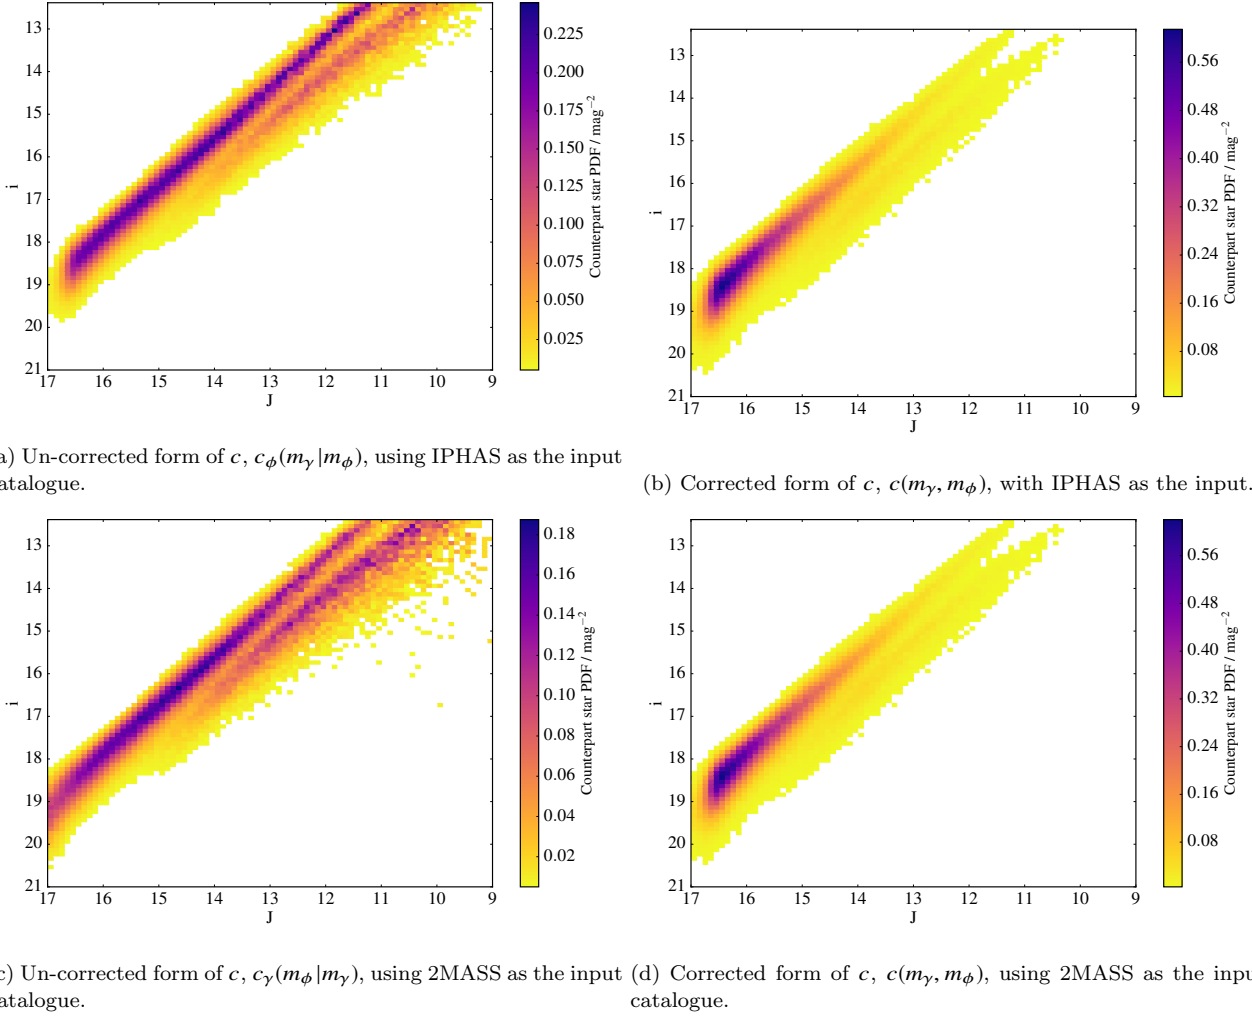 13
14
15
16
17
18
19
20
21
i
17 16 15 14 13 12 11 10 9
J
0.225
0.200
0.175
0.150
0.125
0.100
0.075
0.050
0.025
Counterpart star PDF / mag⁻²
a) Un-corrected form of c, c_ϕ(m_γ|m_ϕ), using IPHAS as the input
atalogue.
13
14
15
16
17
18
19
20
21
i
17 16 15 14 13 12 11 10 9
J
0.56
0.48
0.40
0.32
0.24
0.16
0.08
Counterpart star PDF / mag⁻²
(b) Corrected form of c, c(m_γ, m_ϕ), with IPHAS as the input.
13
14
15
16
17
18
19
20
21
i
17 16 15 14 13 12 11 10 9
J
0.18
0.16
0.14
0.12
0.10
0.08
0.06
0.04
0.02
Counterpart star PDF / mag⁻²
c) Un-corrected form of c, c_γ(m_ϕ|m_γ), using 2MASS as the input
atalogue.
13
14
15
16
17
18
19
20
21
i
17 16 15 14 13 12 11 10 9
J
0.56
0.48
0.40
0.32
0.24
0.16
0.08
Counterpart star PDF / mag⁻²
(d) Corrected form of c, c(m_γ, m_ϕ), using 2MASS as the inpu
catalogue.